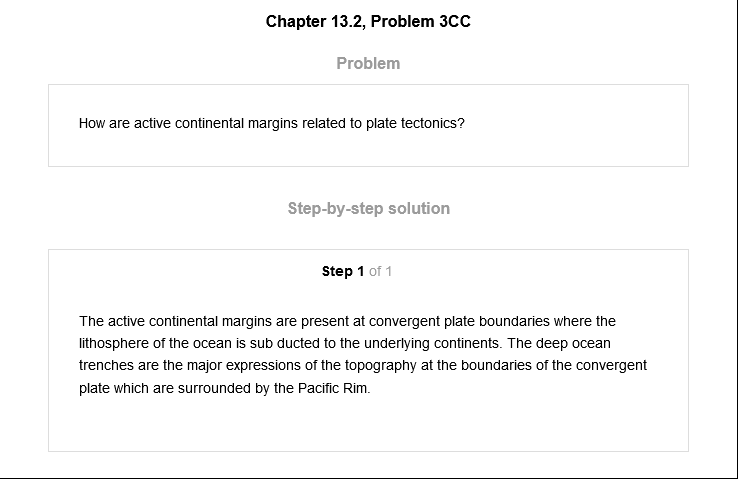 Chapter 13.2, Problem 3CC
Problem
How are active continental margins related to plate tectonics?
Step-by-step solution
Step 1 of 1
The active continental margins are present at convergent plate boundaries where the
lithosphere of the ocean is sub ducted to the underlying continents. The deep ocean
trenches are the major expressions of the topography at the boundaries of the convergent
plate which are surrounded by the Pacific Rim.